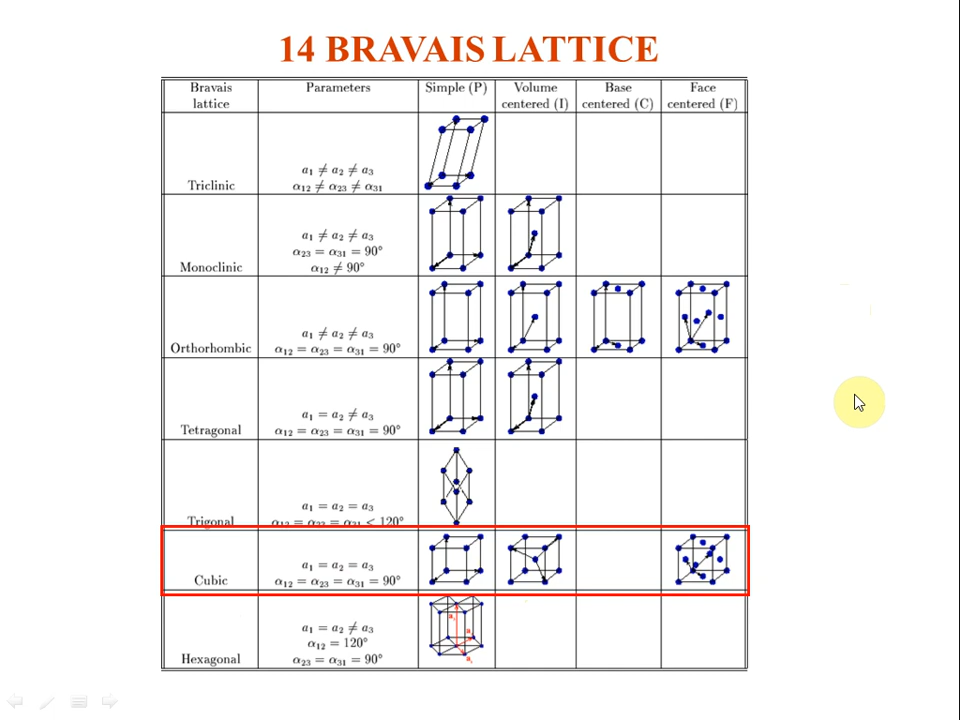 14 BRAVAIS LATTICE
Bravais lattice Parameters Simple (P) Volume centered (I) Base centered (C) Face centered (F)
Triclinic
a₁ ≠ a₂ ≠ a₃
α₁₂ ≠ α₂₃ ≠ α₃₁
Monoclinic
a₁ ≠ a₂ ≠ a₃
α₂₃ = α₃₁ = 90°
α₁₂ ≠ 90°
Orthorhombic
a₁ ≠ a₂ ≠ a₃
α₁₂ = α₂₃ = α₃₁ = 90°
Tetragonal
a₁ = a₂ ≠ a₃
α₁₂ = α₂₃ = α₃₁ = 90°
Trigonal
a₁ = a₂ = a₃
α₁₂ = α₂₃ = α₃₁ < 120°
Cubic
a₁ = a₂ = a₃
α₁₂ = α₂₃ = α₃₁ = 90°
Hexagonal
a₁ = a₂ ≠ a₃
α₁₂ = 120°
α₂₃ = α₃₁ = 90°